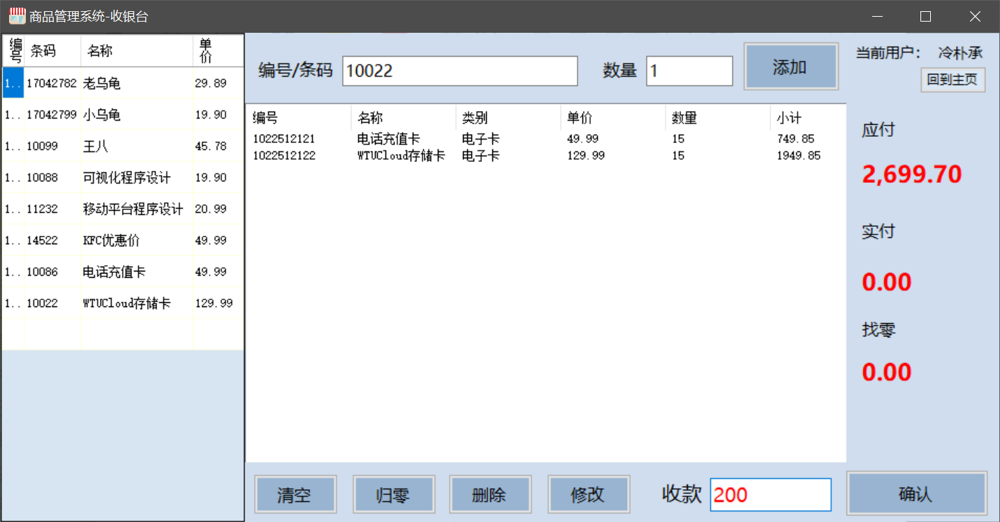 商品管理系统-收银台
编号 条码 名称 单价
1.. 17042782 老乌龟 29.89
1.. 17042799 小乌龟 19.90
1.. 10099 王八 45.78
1.. 10088 可视化程序设计 19.90
1.. 11232 移动平台程序设计 20.99
1.. 14522 KFC优惠价 49.99
1.. 10086 电话充值卡 49.99
1.. 10022 WTUCloud存储卡 129.99
编号/条码 10022 数量 1 添加
编号 名称 类别 单价 数量 小计
1022512121 电话充值卡 电子卡 49.99 15 749.85
1022512122 WTUCloud存储卡 电子卡 129.99 15 1949.85
清空 归零 删除 修改 收款 200 确认
当前用户： 冷朴承
回到主页
应付
2,699.70
实付
0.00
找零
0.00